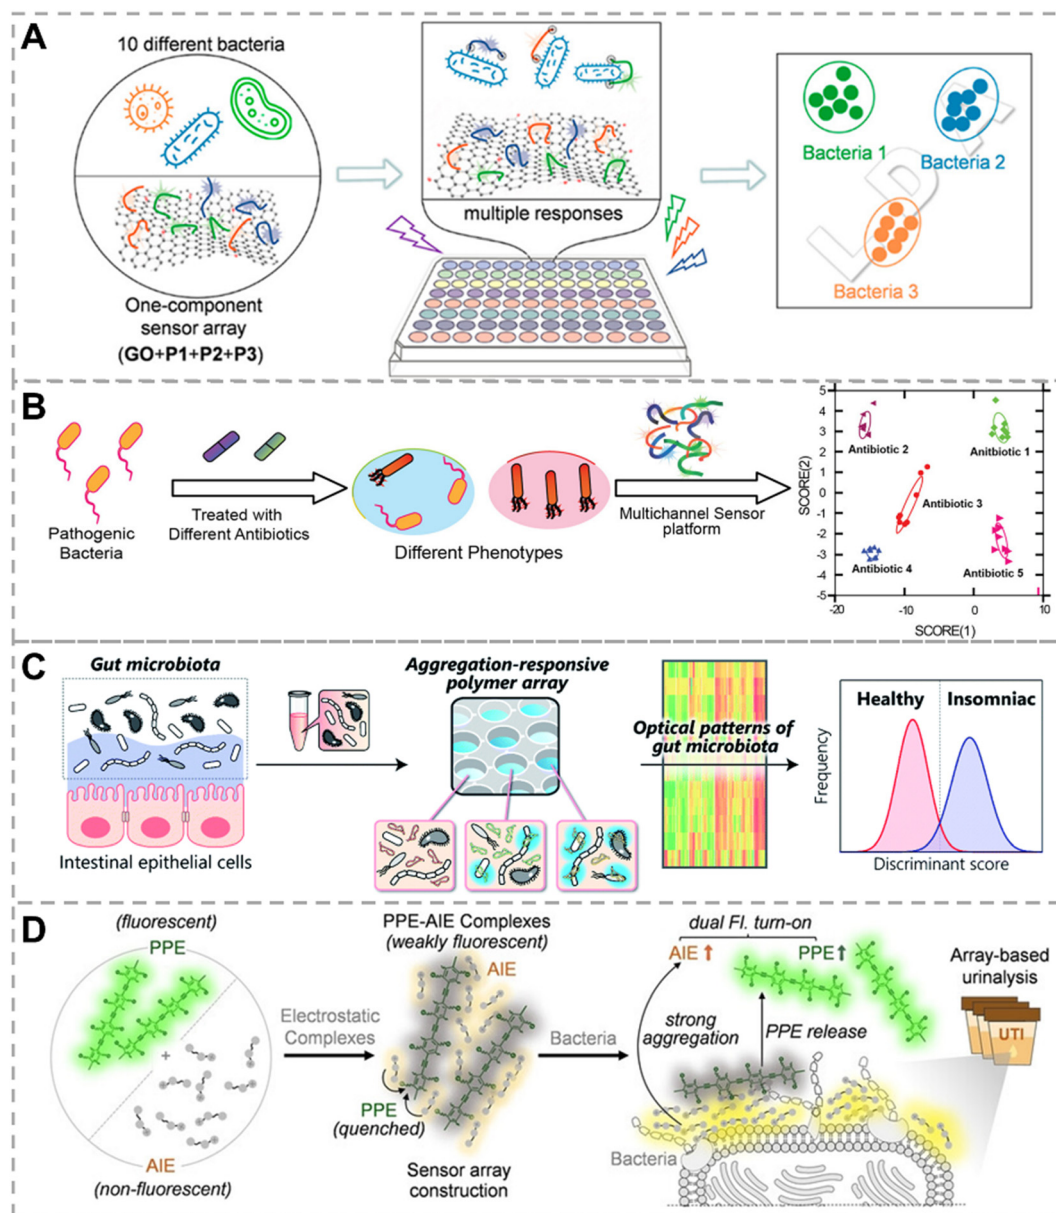 A
10 different bacteria
One-component
sensor array
(GO+P1+P2+P3)
multiple responses
Bacteria 1
Bacteria 2
Bacteria 3
LDA
B
Pathogenic
Bacteria
Treated with
Different Antibiotics
Different Phenotypes
Multichannel Sensor
platform
SCORE(2)
5
4
3
2
1
0
-1
-2
-3
-4
-5
Antibiotic 2
Anitbiotic 1
Antibiotic 3
Antibiotic 4
Antibiotic 5
-20
-10
0
10
SCORE(1)
C
Gut microbiota
Intestinal epithelial cells
Aggregation-responsive
polymer array
Optical patterns of
gut microbiota
Frequency
Healthy
Insomniac
Discriminant score
D
(fluorescent)
PPE
+
AIE
(non-fluorescent)
Electrostatic
Complexes
PPE-AIE Complexes
(weakly fluorescent)
AIE
PPE
(quenched)
Sensor array
construction
Bacteria
dual Fl. turn-on
AIE ↑
PPE ↑
strong
aggregation
PPE release
Bacteria
Array-based
urinalysis
UTI